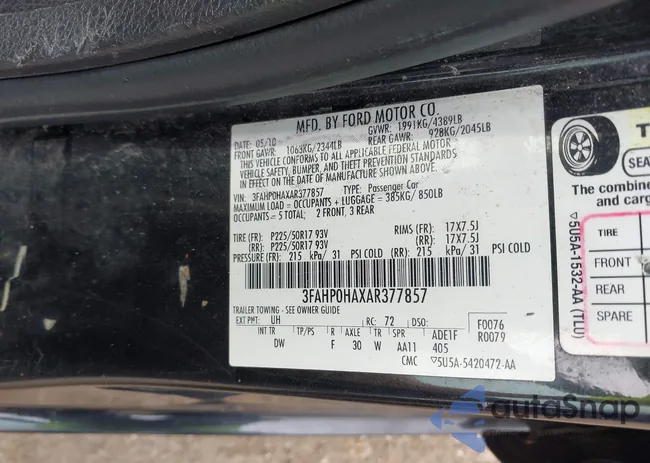 MFD. BY FORD MOTOR CO.
DATE: 05/10
GVWR: 1991KG/4389LB
FRONT GAWR: 1063KG/2344LB
REAR GAWR: 928KG/2045LB
THIS VEHICLE CONFORMS TO ALL APPLICABLE FEDERAL MOTOR
VEHICLE SAFETY, BUMPER, AND THEFT PREVENTION STANDARDS
IN EFFECT ON THE DATE OF MANUFACTURE SHOWN ABOVE.
VIN: 3FAHP0HAXAR377857 TYPE: Passenger Car
MAXIMUM LOAD = OCCUPANTS + LUGGAGE = 385KG/ 850LB
OCCUPANTS = 5 TOTAL; 2 FRONT, 3 REAR
TIRE (FR): P225/50R17 93V RIMS (FR): 17X7.5J
(RR): P225/50R17 93V (RR): 17X7.5J
PRESSURE (FR): 215 kPa/ 31 PSI COLD (RR): 215 kPa/ 31 PSI COLD
3FAHP0HAXAR377857
TRAILER TOWING - SEE OWNER GUIDE
EXT PNT: UH RC: 72 DSO: F0076
INT TR TP/PS R AXLE TR SPR ADE1F R0079
DW F 30 W AA11 405
CMC ▽5U5A-5420472-AA
SEA
The combine
and carg
TIRE
FRONT
REAR
SPARE
▽5U5A-1532-AA (TLU)
autoSnap